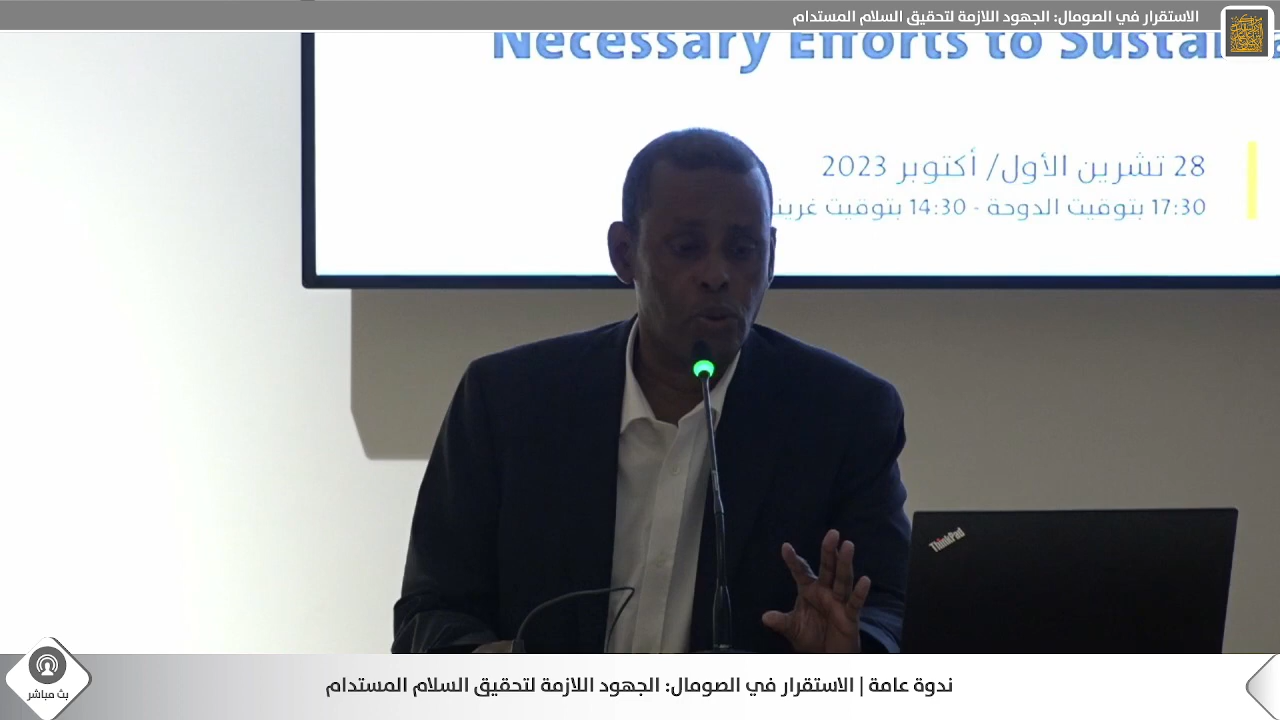 الاستقرار في الصومال: الجهود اللازمة لتحقيق السلام المستدام
Necessary Efforts to
28 تشرين الأول/ أكتوبر 2023
17:30 بتوقيت الدوحة - 14:30 بتوقيت
ThinkPad
ندوة عامة | الاستقرار في الصومال: الجهود اللازمة لتحقيق السلام المستدام
بث مباشر